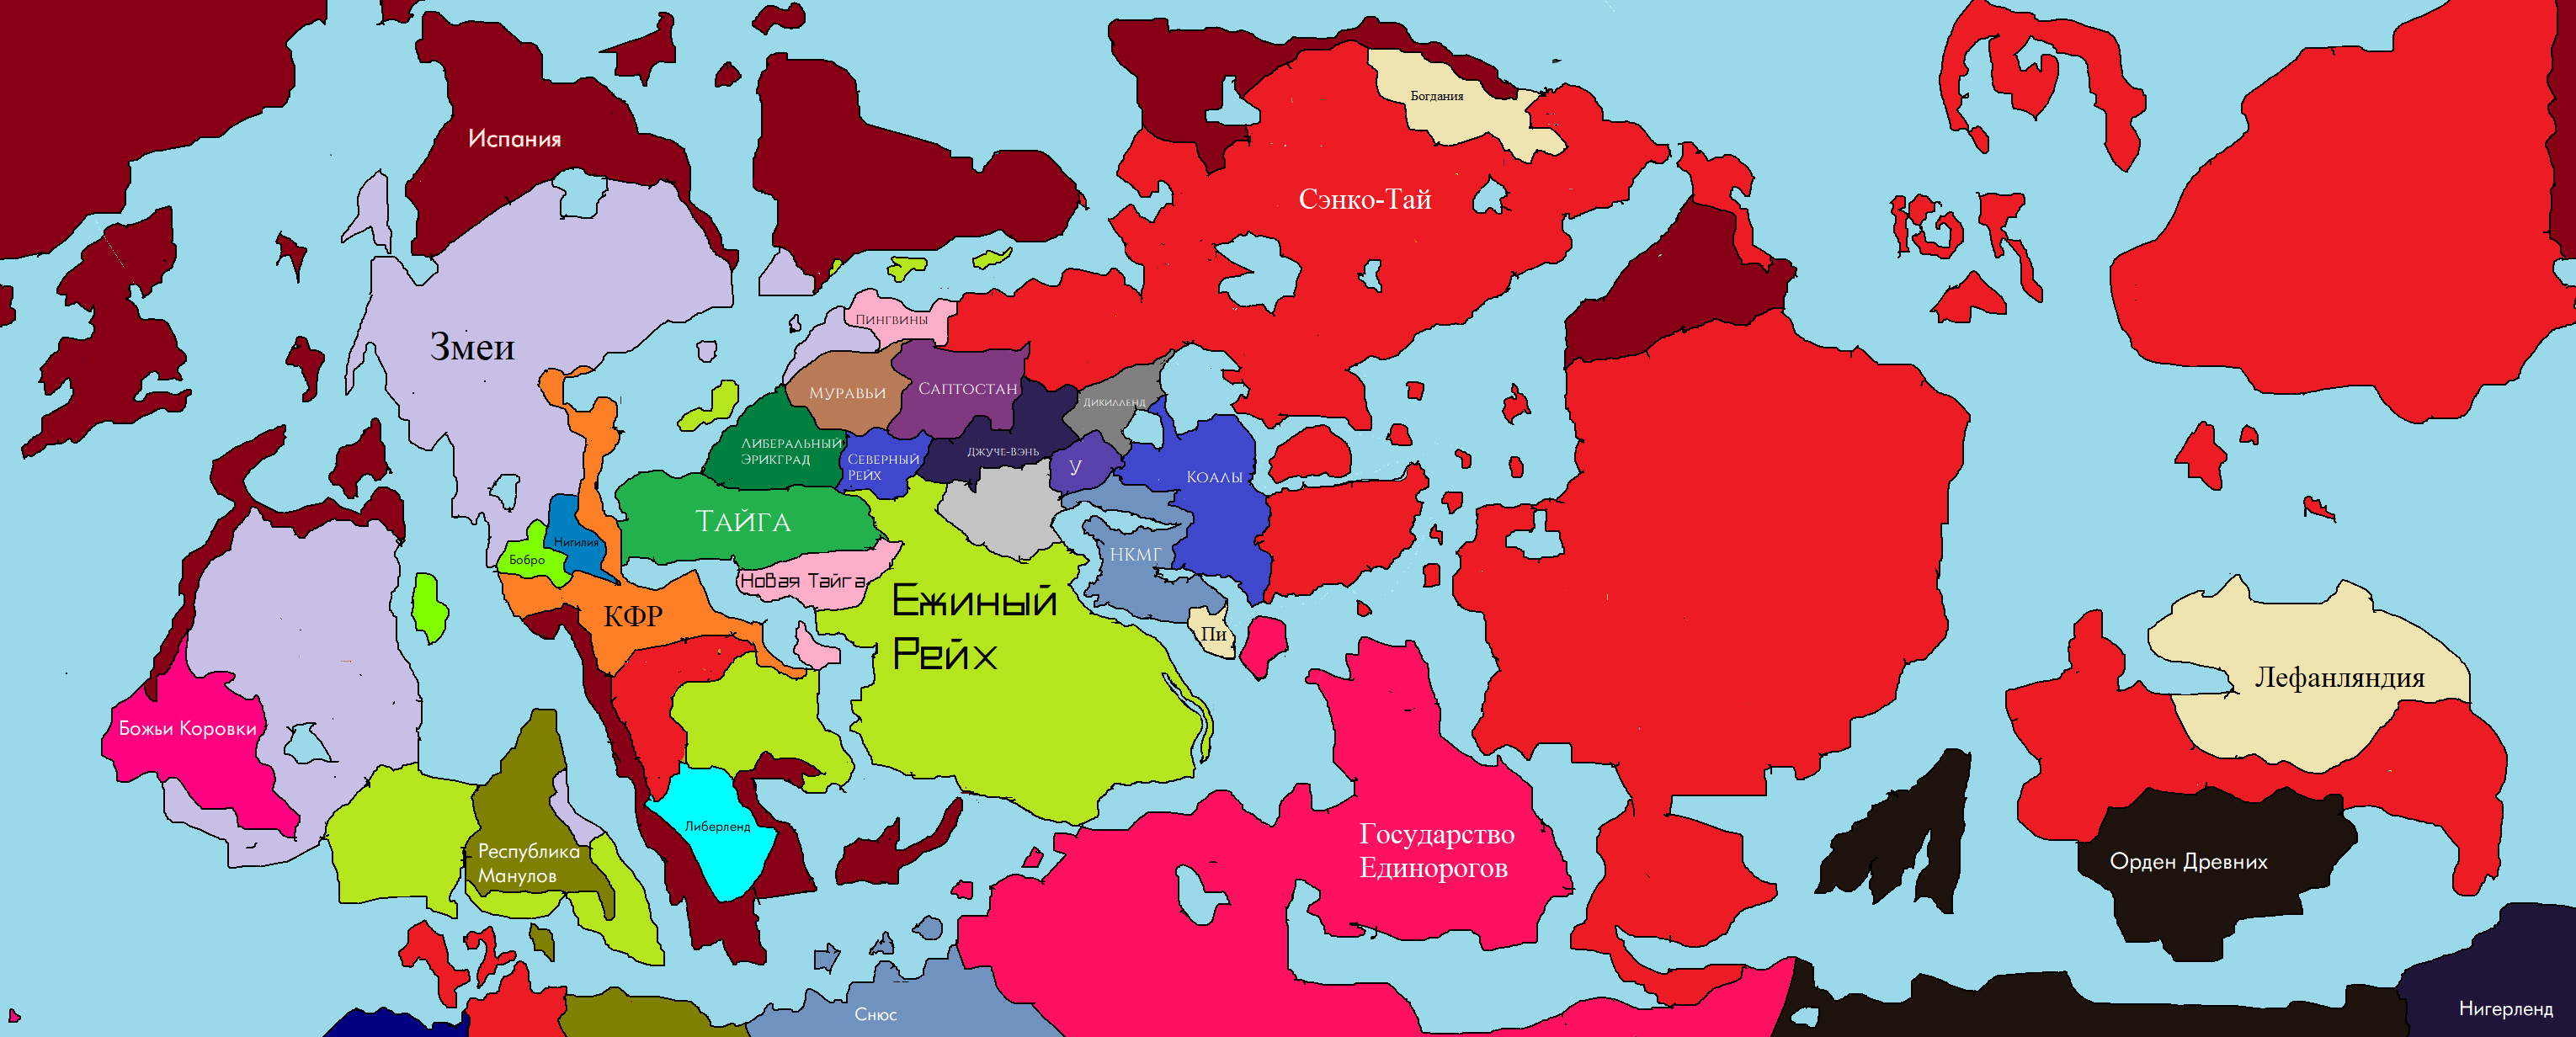 Богдания
Испания
Сэнко-Тай
Пингвины
Змеи
Муравьи
Саптостан
Дикилленд
Либеральный
Эрикград
Северный
Рейх
Джуче-Вэнь
У
Коалы
Тайга
Нигилия
Бобро
НКМГ
Новая Тайга
Ежиный
Рейх
КФР
Пи
Лефанляндия
Божьи Коровки
Либерленд
Государство
Единорогов
Республика
Манулов
Орден Древних
Снюс
Нигерленд